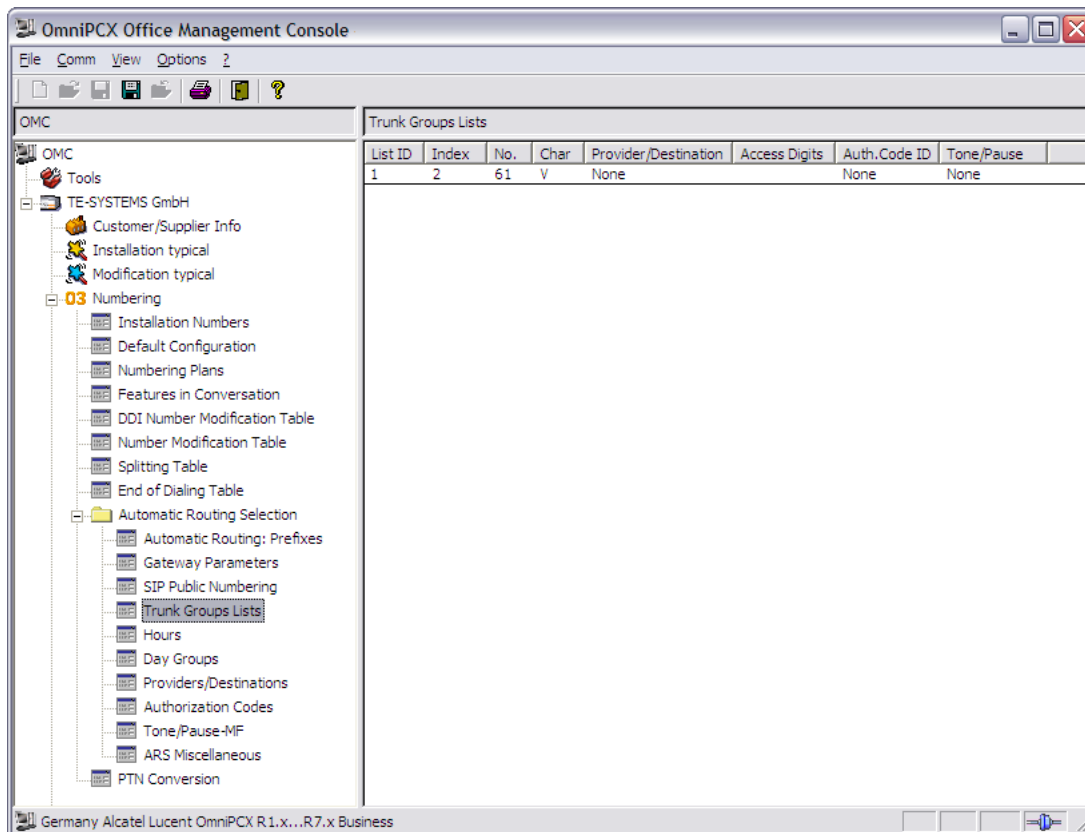 OmniPCX Office Management Console
File Comm View Options ?
OMC
Trunk Groups Lists
OMC
Tools
TE-SYSTEMS GmbH
Customer/Supplier Info
Installation typical
Modification typical
03 Numbering
Installation Numbers
Default Configuration
Numbering Plans
Features in Conversation
DDI Number Modification Table
Number Modification Table
Splitting Table
End of Dialing Table
Automatic Routing Selection
Automatic Routing: Prefixes
Gateway Parameters
SIP Public Numbering
Trunk Groups Lists
Hours
Day Groups
Providers/Destinations
Authorization Codes
Tone/Pause-MF
ARS Miscellaneous
PTN Conversion
List ID Index No. Char Provider/Destination Access Digits Auth.Code ID Tone/Pause
1 2 61 V None None None
Germany Alcatel Lucent OmniPCX R1.x...R7.x Business